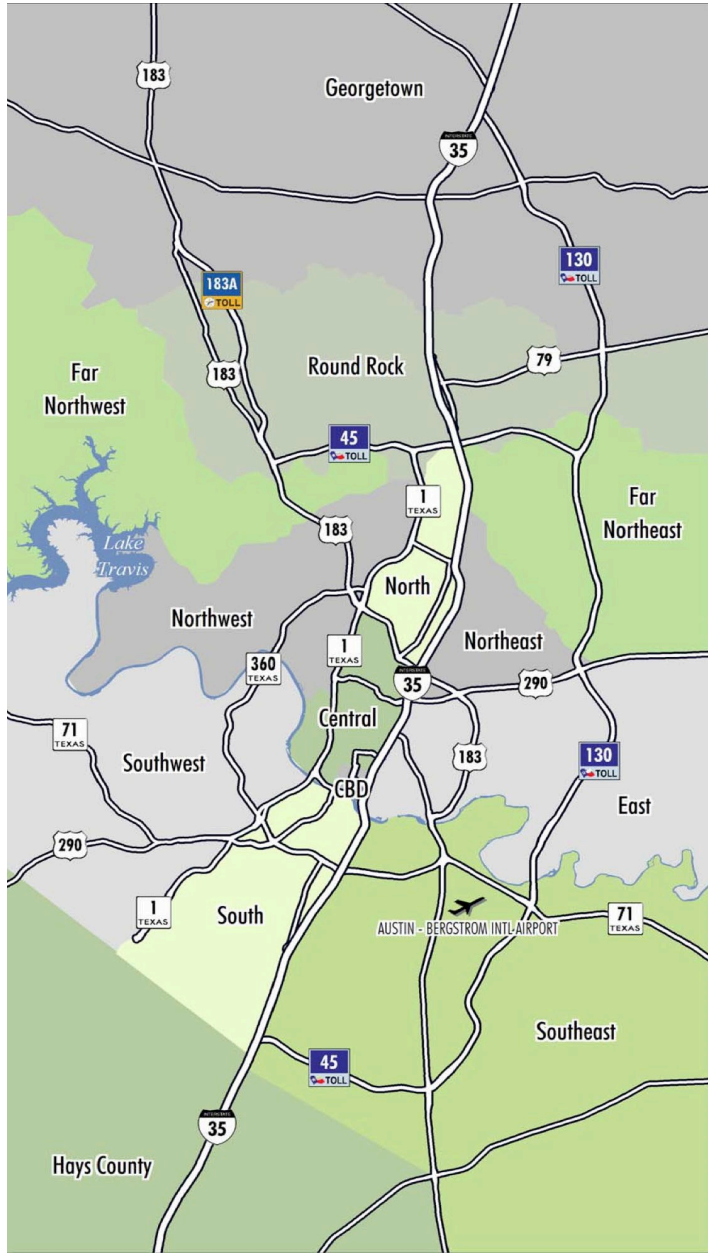 183
Georgetown
INTERSTATE
35
130
TOLL
183A
TOLL
Round Rock
79
183
Far
Northwest
45
TOLL
1
TEXAS
Far
Northeast
183
Lake
Travis
North
Northwest
Northeast
1
TEXAS
360
TEXAS
INTERSTATE
35
290
Central
71
TEXAS
Southwest
183
130
TOLL
CBD
East
290
1
TEXAS
South
AUSTIN - BERGSTROM INTL AIRPORT
71
TEXAS
Southeast
45
TOLL
INTERSTATE
35
Hays County